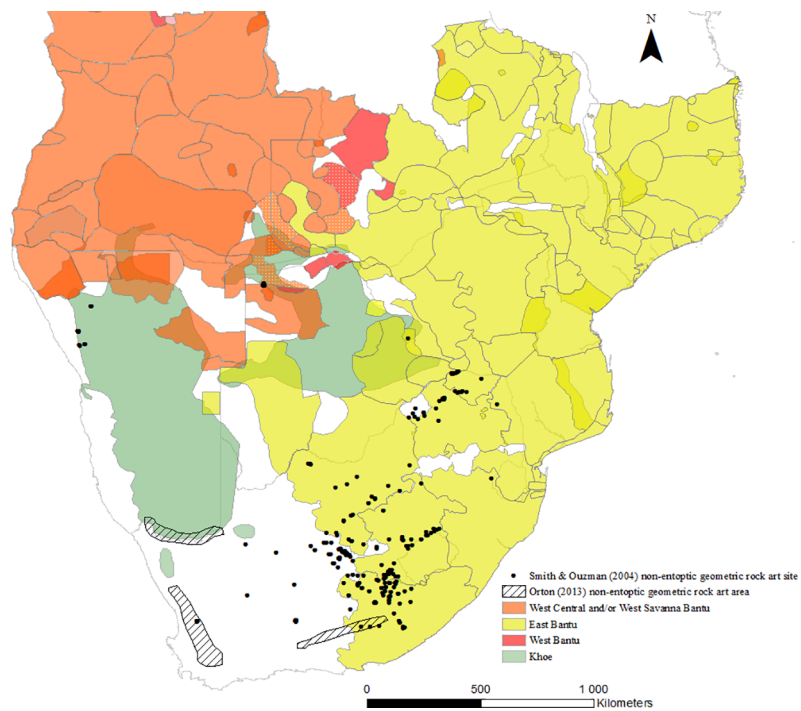 N
Smith & Ouzman (2004) non-entoptic geometric rock art site
Orton (2013) non-entoptic geometric rock art area
West Central and/or West Savanna Bantu
East Bantu
West Bantu
Khoe
0 500 1 000
Kilometers